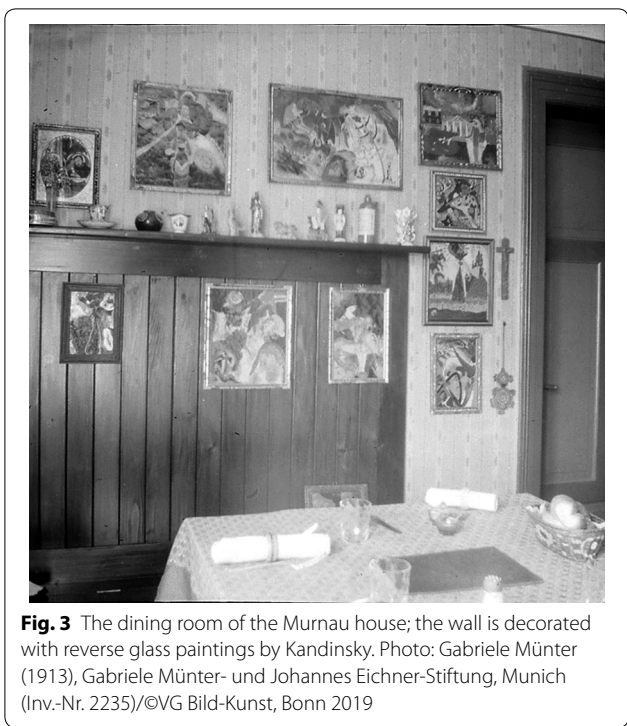 Fig. 3 The dining room of the Murnau house; the wall is decorated
with reverse glass paintings by Kandinsky. Photo: Gabriele Münter
(1913), Gabriele Münter- und Johannes Eichner-Stiftung, Munich
(Inv.-Nr. 2235)/©VG Bild-Kunst, Bonn 2019